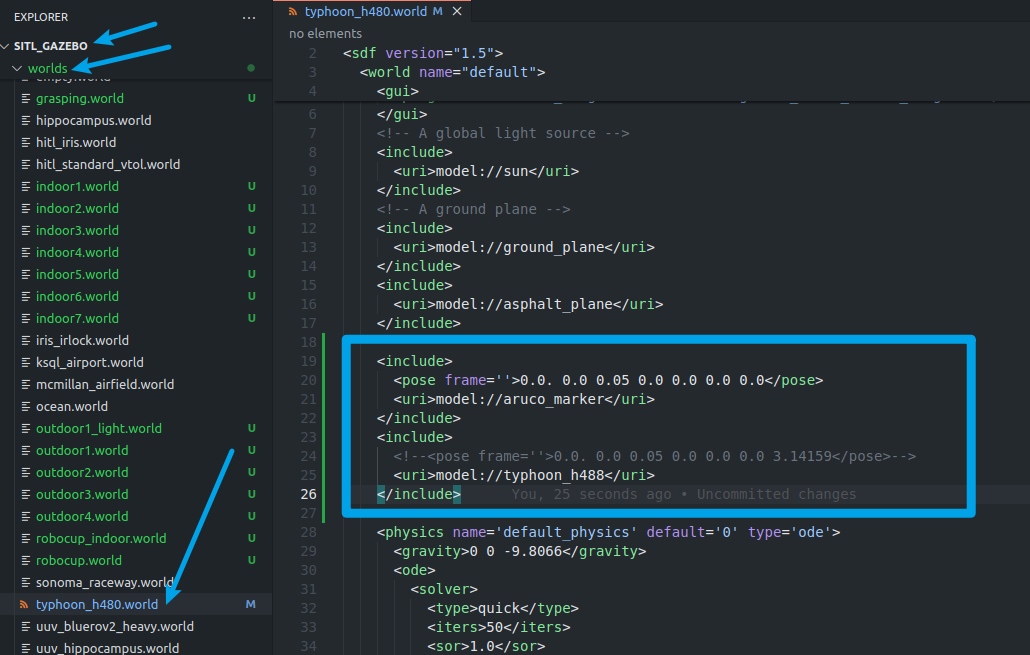 EXPLORER
...
SITL_GAZEBO
worlds
empty.world
grasping.world U
hippocampus.world
hitl_iris.world
hitl_standard_vtol.world
indoor1.world U
indoor2.world U
indoor3.world U
indoor4.world U
indoor5.world U
indoor6.world U
indoor7.world U
iris_irlock.world
ksql_airport.world
mcmillan_airfield.world
ocean.world
outdoor1_light.world U
outdoor1.world U
outdoor2.world U
outdoor3.world U
outdoor4.world U
robocup_indoor.world U
robocup.world U
sonoma_raceway.world
typhoon_h480.world M
uuv_bluerov2_heavy.world
uuv_hippocampus.world
typhoon_h480.world M
no elements
2 <sdf version="1.5">
3 <world name="default">
4 <gui>
6 </gui>
7 <!-- A global light source -->
8 <include>
9 <uri>model://sun</uri>
10 </include>
11 <!-- A ground plane -->
12 <include>
13 <uri>model://ground_plane</uri>
14 </include>
15 <include>
16 <uri>model://asphalt_plane</uri>
17 </include>
18
19 <include>
20 <pose frame=''>0.0. 0.0 0.05 0.0 0.0 0.0 0.0</pose>
21 <uri>model://aruco_marker</uri>
22 </include>
23 <include>
24 <!--<pose frame=''>0.0. 0.0 0.05 0.0 0.0 0.0 3.14159</pose>-->
25 <uri>model://typhoon_h488</uri>
26 </include> You, 25 seconds ago • Uncommitted changes
27
28 <physics name='default_physics' default='0' type='ode'>
29 <gravity>0 0 -9.8066</gravity>
30 <ode>
31 <solver>
32 <type>quick</type>
33 <iters>50</iters>
34 <sor>1.0</sor>